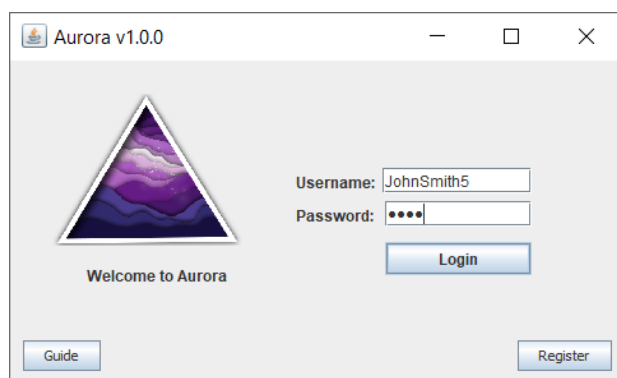 Aurora v1.0.0
Username: JohnSmith5
Password: ••••
Login
Welcome to Aurora
Guide
Register